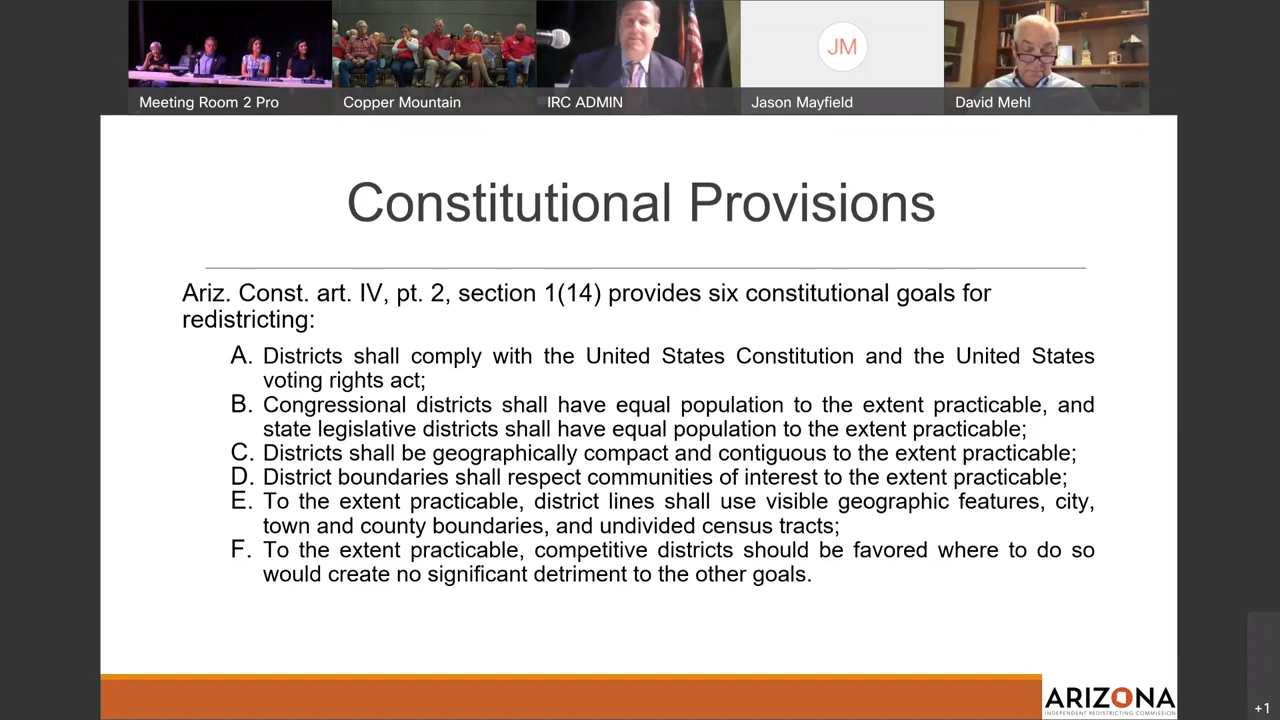 Meeting Room 2 Pro
Copper Mountain
IRC ADMIN
JM
Jason Mayfield
David Mehl
Constitutional Provisions
Ariz. Const. art. IV, pt. 2, section 1(14) provides six constitutional goals for
redistricting:
A. Districts shall comply with the United States Constitution and the United States
voting rights act;
B. Congressional districts shall have equal population to the extent practicable, and
state legislative districts shall have equal population to the extent practicable;
C. Districts shall be geographically compact and contiguous to the extent practicable;
D. District boundaries shall respect communities of interest to the extent practicable;
E. To the extent practicable, district lines shall use visible geographic features, city,
town and county boundaries, and undivided census tracts;
F. To the extent practicable, competitive districts should be favored where to do so
would create no significant detriment to the other goals.
ARIZONA
INDEPENDENT REDISTRICTING COMMISSION
+1